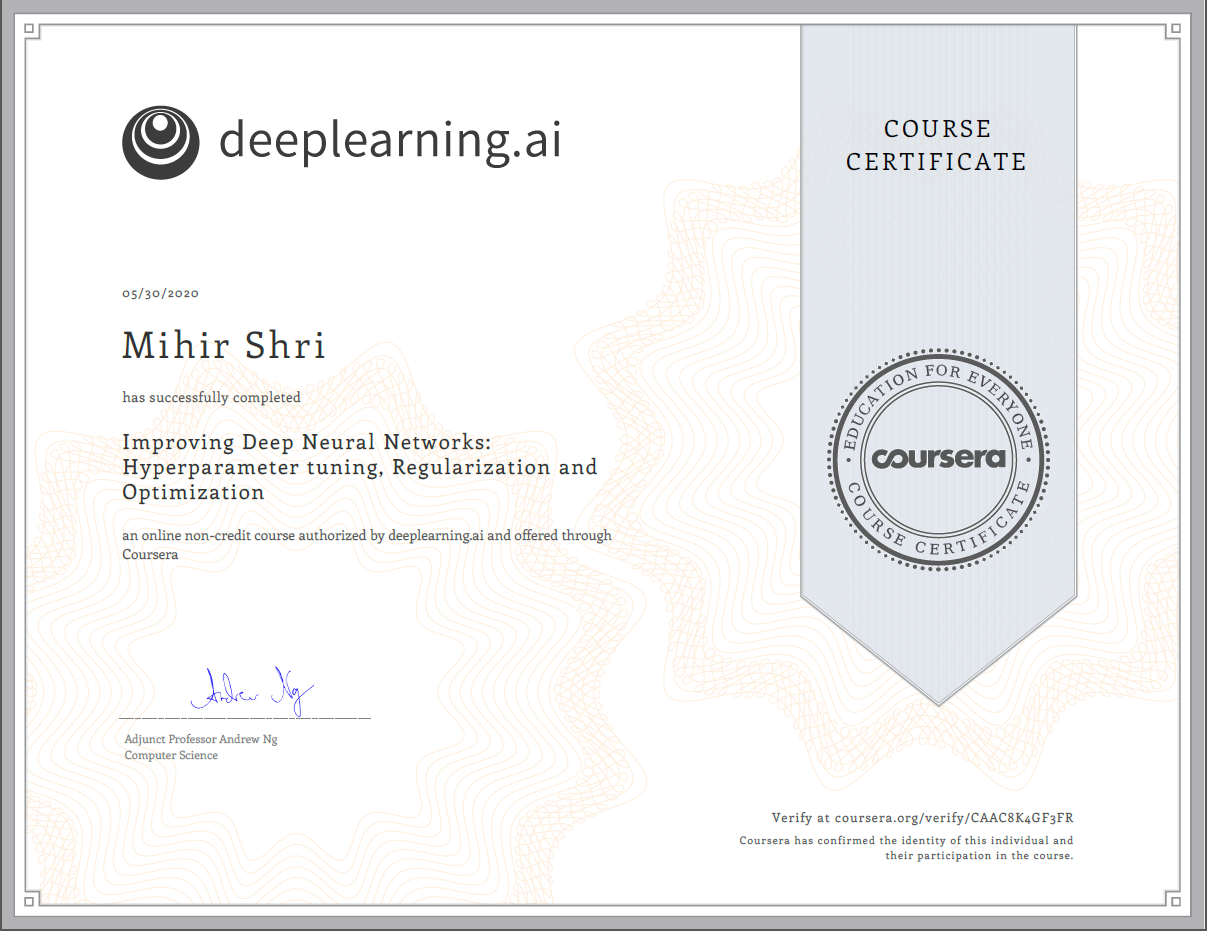 deeplearning.ai
COURSE
CERTIFICATE
05/30/2020
Mihir Shri
has successfully completed
Improving Deep Neural Networks:
Hyperparameter tuning, Regularization and
Optimization
an online non-credit course authorized by deeplearning.ai and offered through
Coursera
EDUCATION FOR EVERYONE
coursera
COURSE CERTIFICATE
Andrew Ng
Adjunct Professor Andrew Ng
Computer Science
Verify at coursera.org/verify/CAAC8K4GF3FR
Coursera has confirmed the identity of this individual and
their participation in the course.